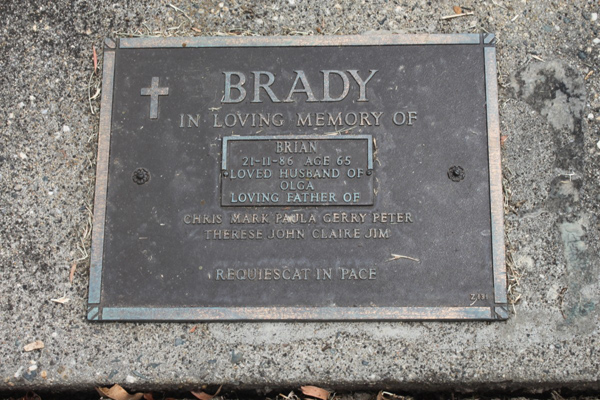 BRADY
IN LOVING MEMORY OF
BRIAN
21-11-86 AGE 65
LOVED HUSBAND OF
OLGA
LOVING FATHER OF
CHRIS MARK PAULA GERRY PETER
THERESE JOHN CLAIRE JIM
REQUIESCAT IN PACE